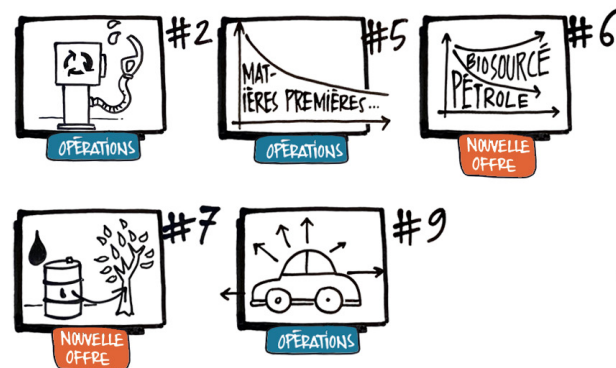 #2
OPÉRATIONS
#5
MAT-
IÈRES PREMIÈRES...
OPÉRATIONS
#6
BIOSOURCÉ
PÉTROLE
NOUVELLE
OFFRE
#7
NOUVELLE
OFFRE
#9
OPÉRATIONS